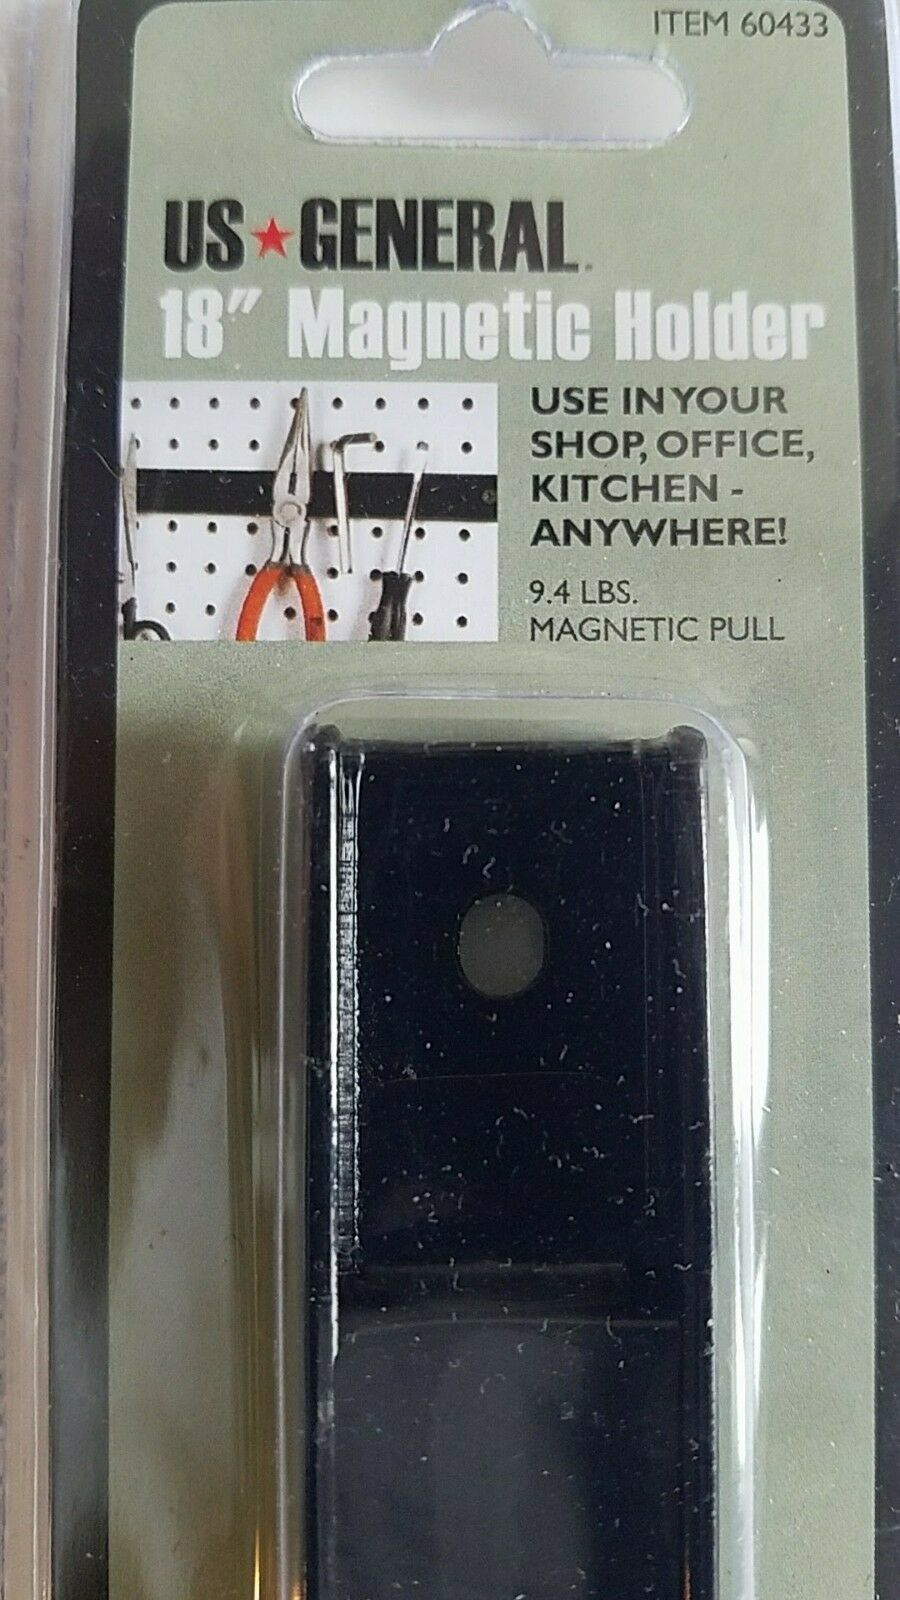 ITEM 60433
US★GENERAL
18" Magnetic Holder
USE IN YOUR
SHOP, OFFICE,
KITCHEN -
ANYWHERE!
9.4 LBS.
MAGNETIC PULL